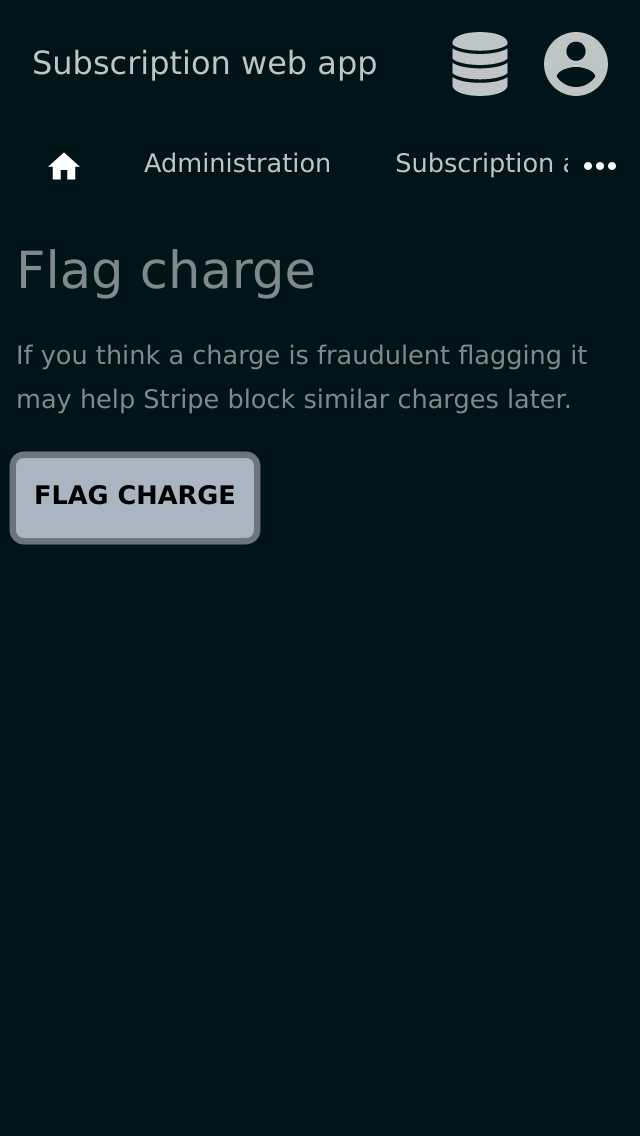 Subscription web app
Administration
Subscription
Flag charge
If you think a charge is fraudulent flagging it
may help Stripe block similar charges later.
FLAG CHARGE